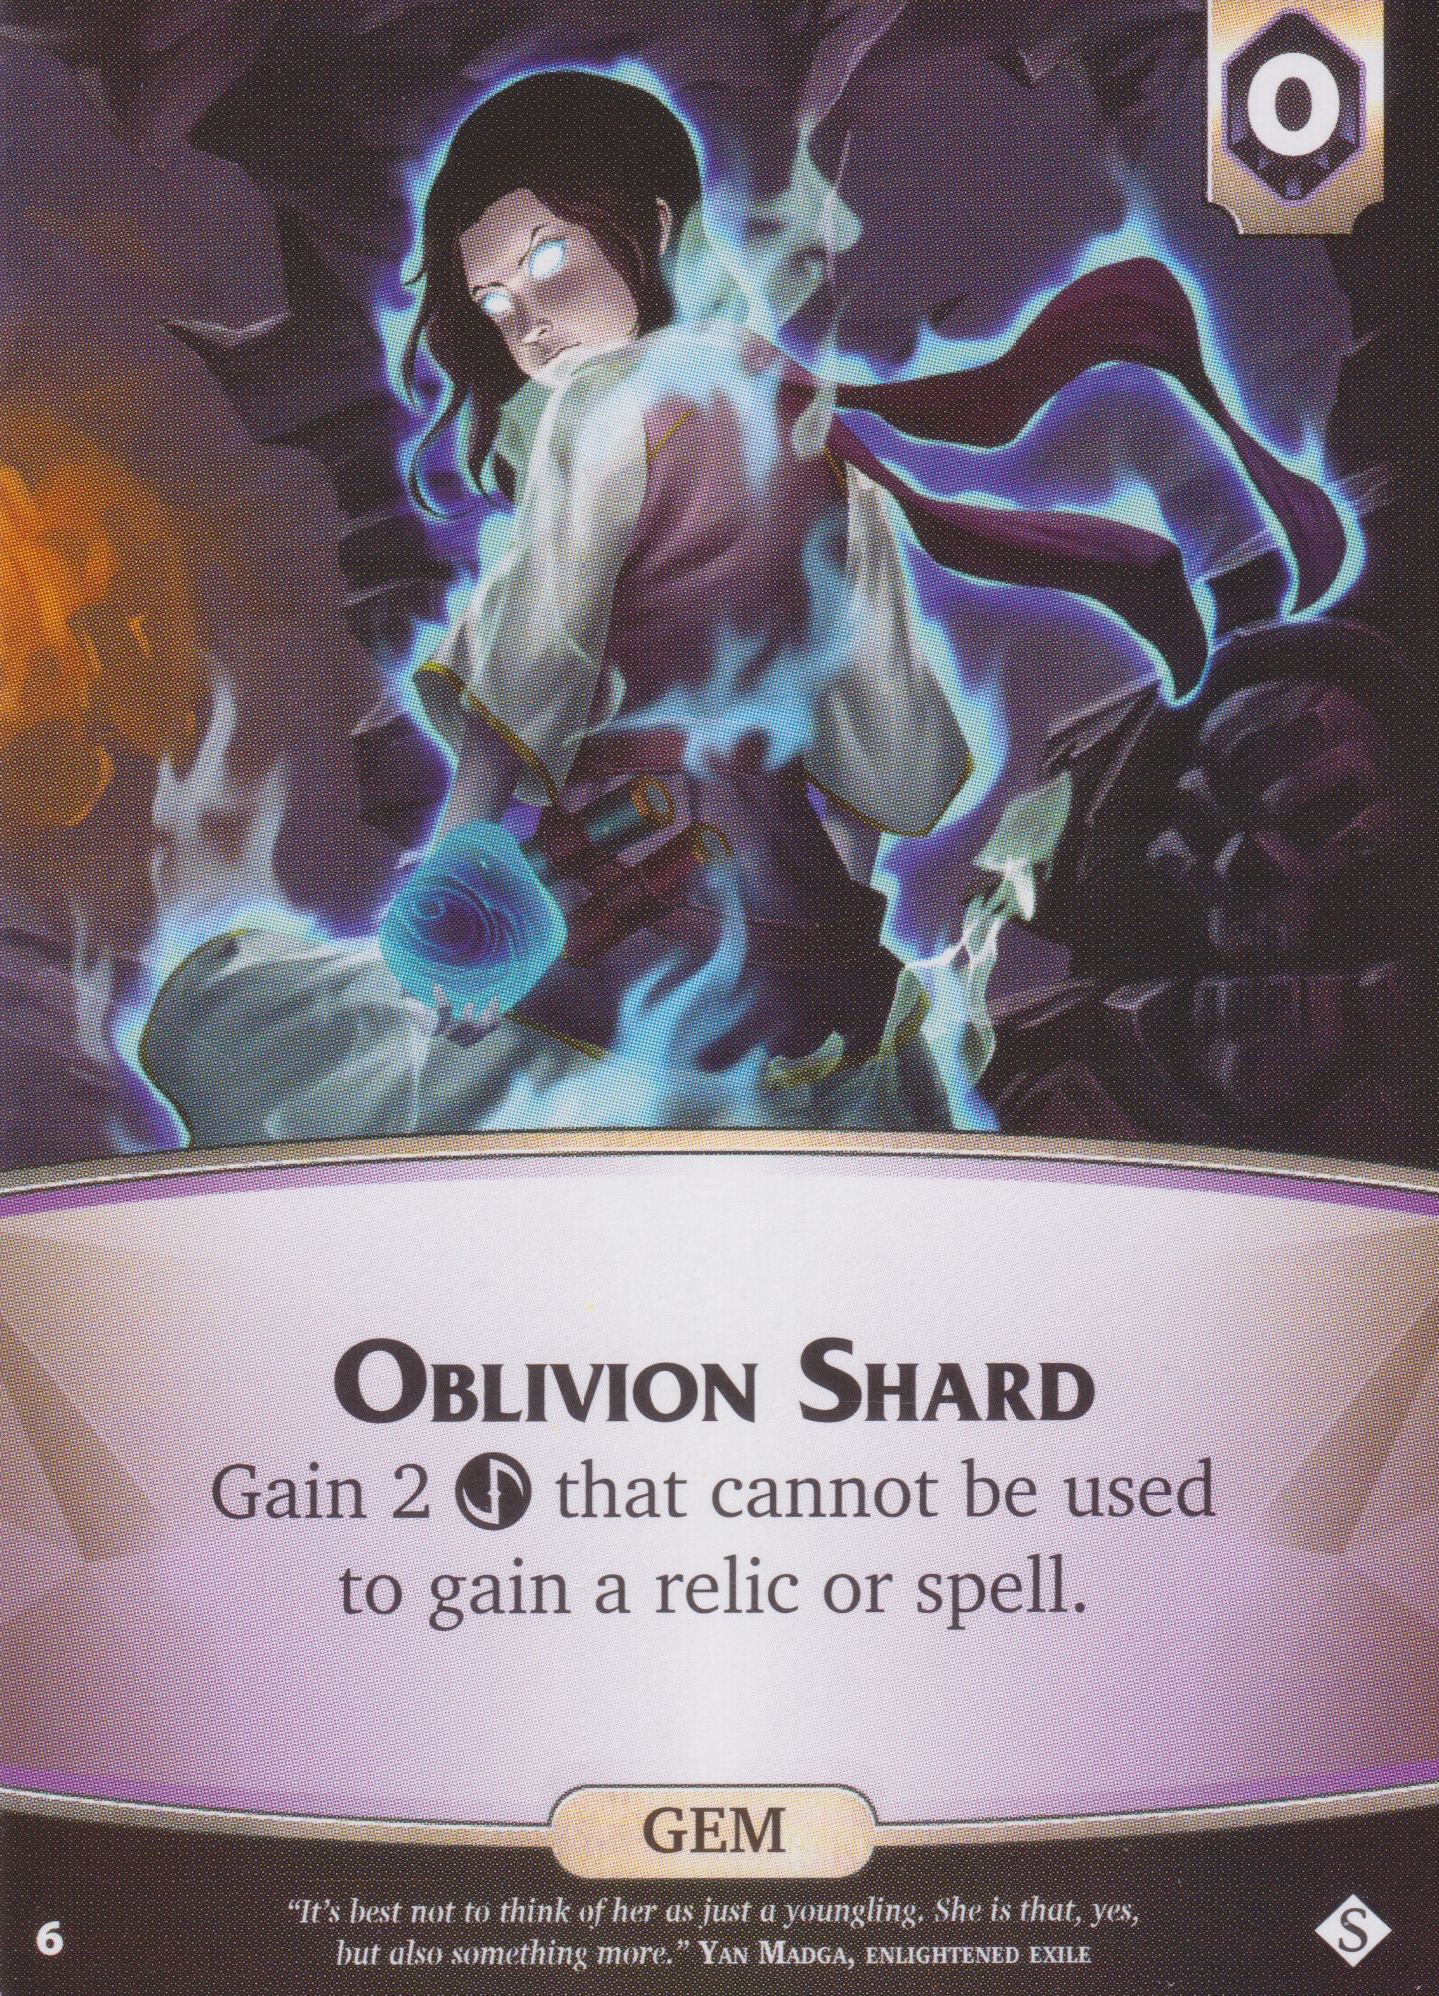 0
OBLIVION SHARD
Gain 2 that cannot be used
to gain a relic or spell.
GEM
“It’s best not to think of her as just a youngling. She is that, yes,
but also something more.” YAN MADGA, ENLIGHTENED EXILE
6
S